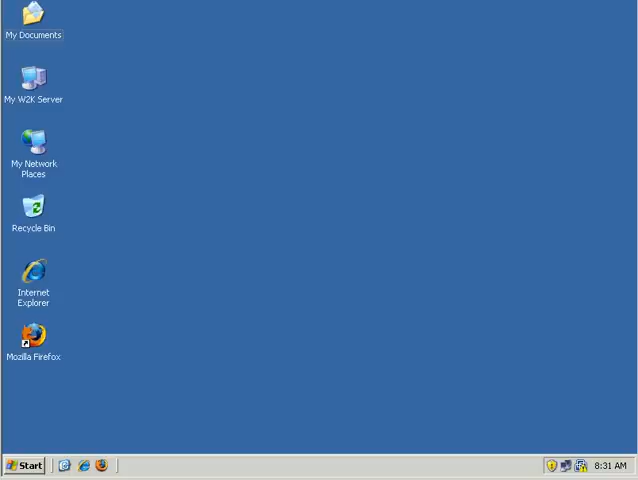 My Documents
My W2K Server
My Network
Places
Recycle Bin
Internet
Explorer
Mozilla Firefox
Start
8:31 AM